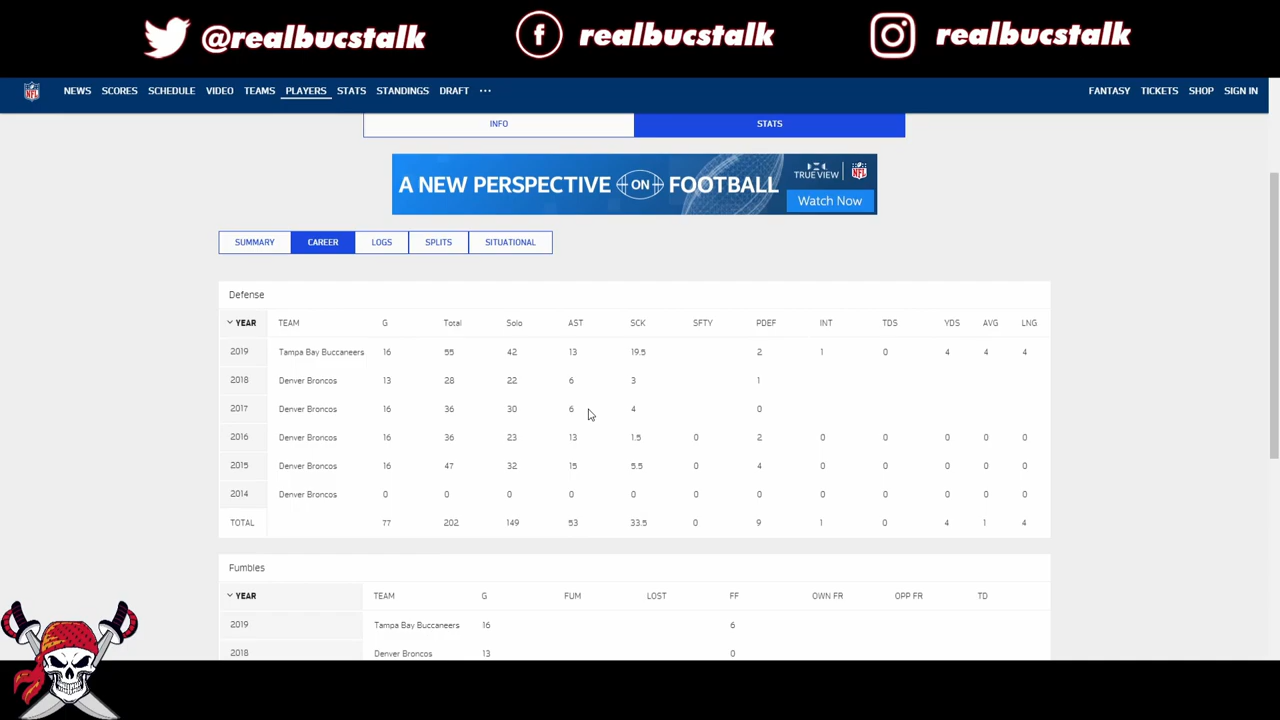 @realbucstalk realbucstalk realbucstalk
NEWS SCORES SCHEDULE VIDEO TEAMS PLAYERS STATS STANDINGS DRAFT ··· FANTASY TICKETS SHOP SIGN IN
INFO STATS
A NEW PERSPECTIVE ON FOOTBALL TRUE VIEW NFL
Watch Now
SUMMARY CAREER LOGS SPLITS SITUATIONAL
Defense
YEAR TEAM G Total Solo AST SCK SFTY PDEF INT TDS YDS AVG LNG
2019 Tampa Bay Buccaneers 16 55 42 13 19.5 2 1 0 4 4 4
2018 Denver Broncos 13 28 22 6 3 1
2017 Denver Broncos 16 36 30 6 4 0
2016 Denver Broncos 16 36 23 13 1.5 0 2 0 0 0 0 0
2015 Denver Broncos 16 47 32 15 5.5 0 4 0 0 0 0 0
2014 Denver Broncos 0 0 0 0 0 0 0 0 0 0 0 0
TOTAL 77 202 149 53 33.5 0 9 1 0 4 1 4
Fumbles
YEAR TEAM G FUM LOST FF OWN FR OPP FR TD
2019 Tampa Bay Buccaneers 16 6
2018 Denver Broncos 13 0